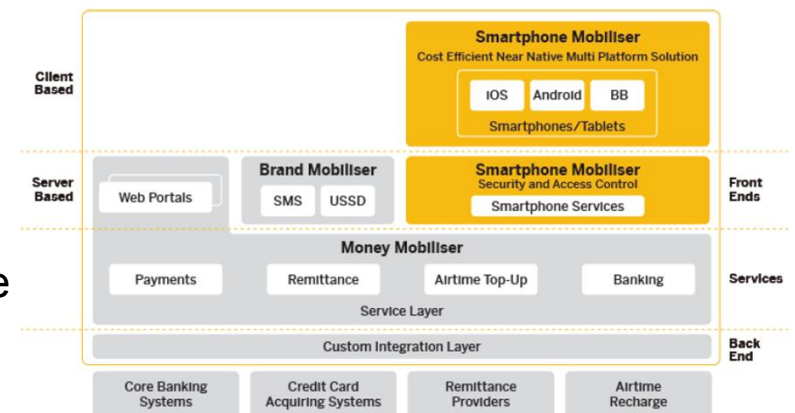 Smartphone Mobiliser
Cost Efficient Near Native Multi Platform Solution
Client
Based
iOS Android BB
Smartphones/Tablets
Server
Based
Web Portals
Brand Mobiliser
SMS USSD
Smartphone Mobiliser
Security and Access Control
Smartphone Services
Front
Ends
e
Money Mobiliser
Payments Remittance Airtime Top-Up Banking
Service Layer
Services
Custom Integration Layer
Back
End
Core Banking
Systems
Credit Card
Acquiring Systems
Remittance
Providers
Airtime
Recharge